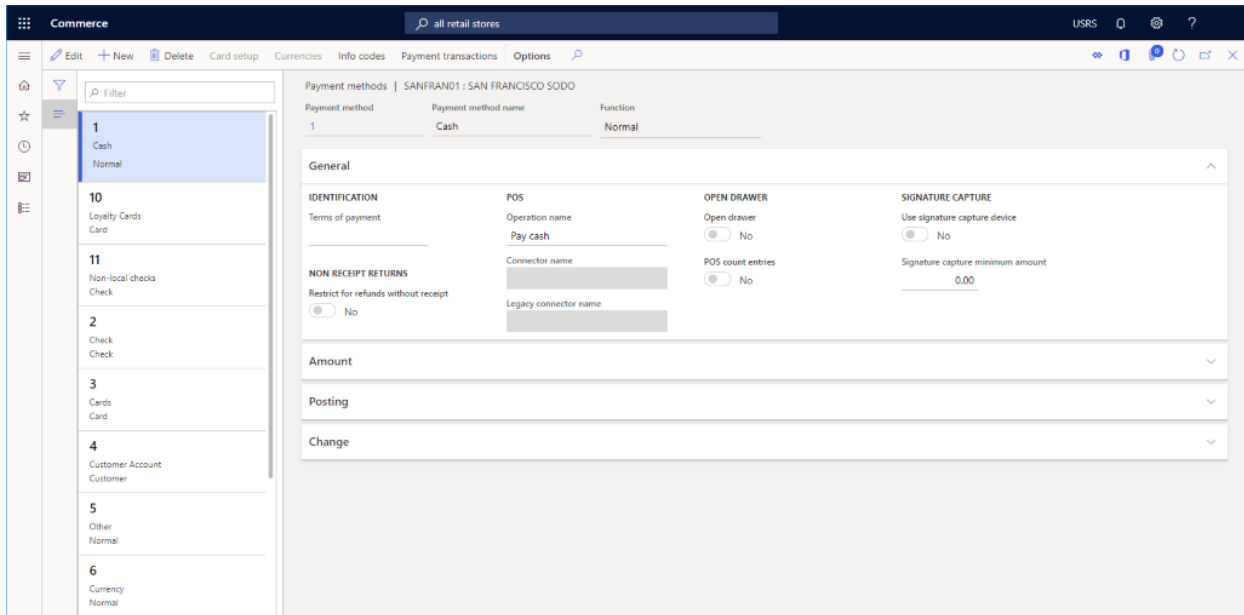 Commerce
all retail stores
USRS
?
Edit
New
Delete
Card setup
Currencies
Info codes
Payment transactions
Options
0
Filter
1
Cash
Normal
10
Loyalty Cards
Card
11
Non-local checks
Check
2
Check
Check
3
Cards
Card
4
Customer Account
Customer
5
Other
Normal
6
Currency
Normal
Payment methods | SANFRAN01 : SAN FRANCISCO SODO
Payment method
1
Payment method name
Cash
Function
Normal
General
IDENTIFICATION
Terms of payment
NON RECEIPT RETURNS
Restrict for refunds without receipt
No
POS
Operation name
Pay cash
Connector name
Legacy connector name
OPEN DRAWER
Open drawer
No
POS count entries
No
SIGNATURE CAPTURE
Use signature capture device
No
Signature capture minimum amount
0.00
Amount
Posting
Change